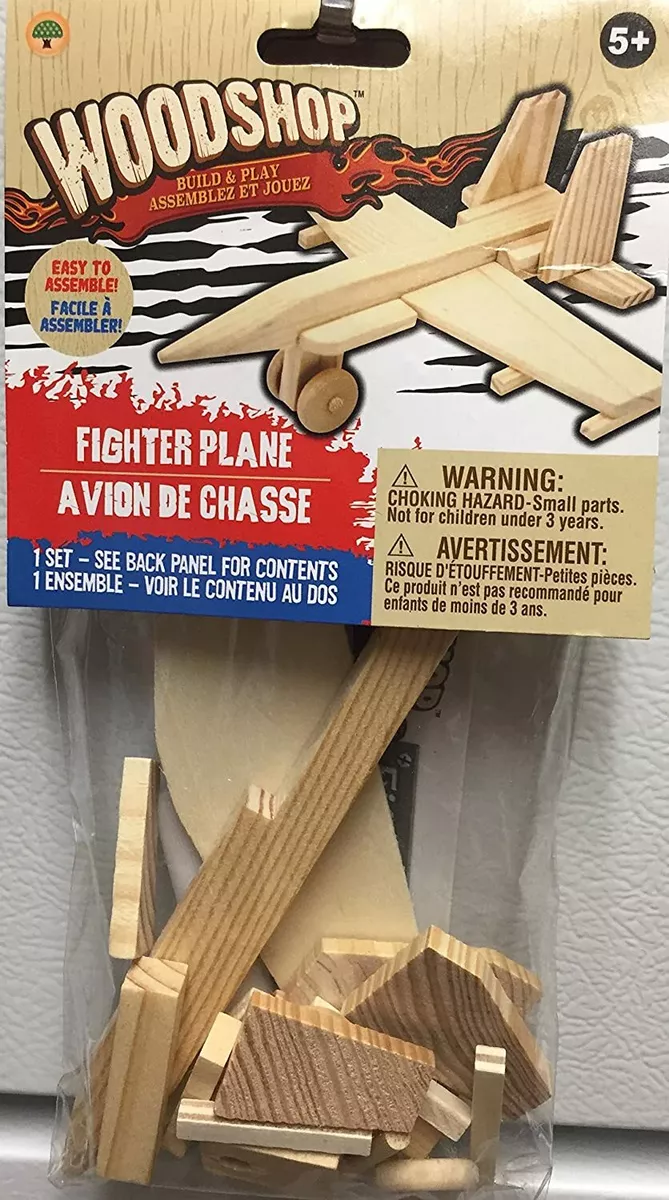 5+
WOODSHOP™
BUILD & PLAY
ASSEMBLEZ ET JOUEZ
EASY TO
ASSEMBLE!
FACILE À
ASSEMBLER!
FIGHTER PLANE
AVION DE CHASSE
1 SET – SEE BACK PANEL FOR CONTENTS
1 ENSEMBLE – VOIR LE CONTENU AU DOS
⚠ WARNING:
CHOKING HAZARD-Small parts.
Not for children under 3 years.
⚠ AVERTISSEMENT:
RISQUE D'ÉTOUFFEMENT-Petites pièces.
Ce produit n'est pas recommandé pour
enfants de moins de 3 ans.